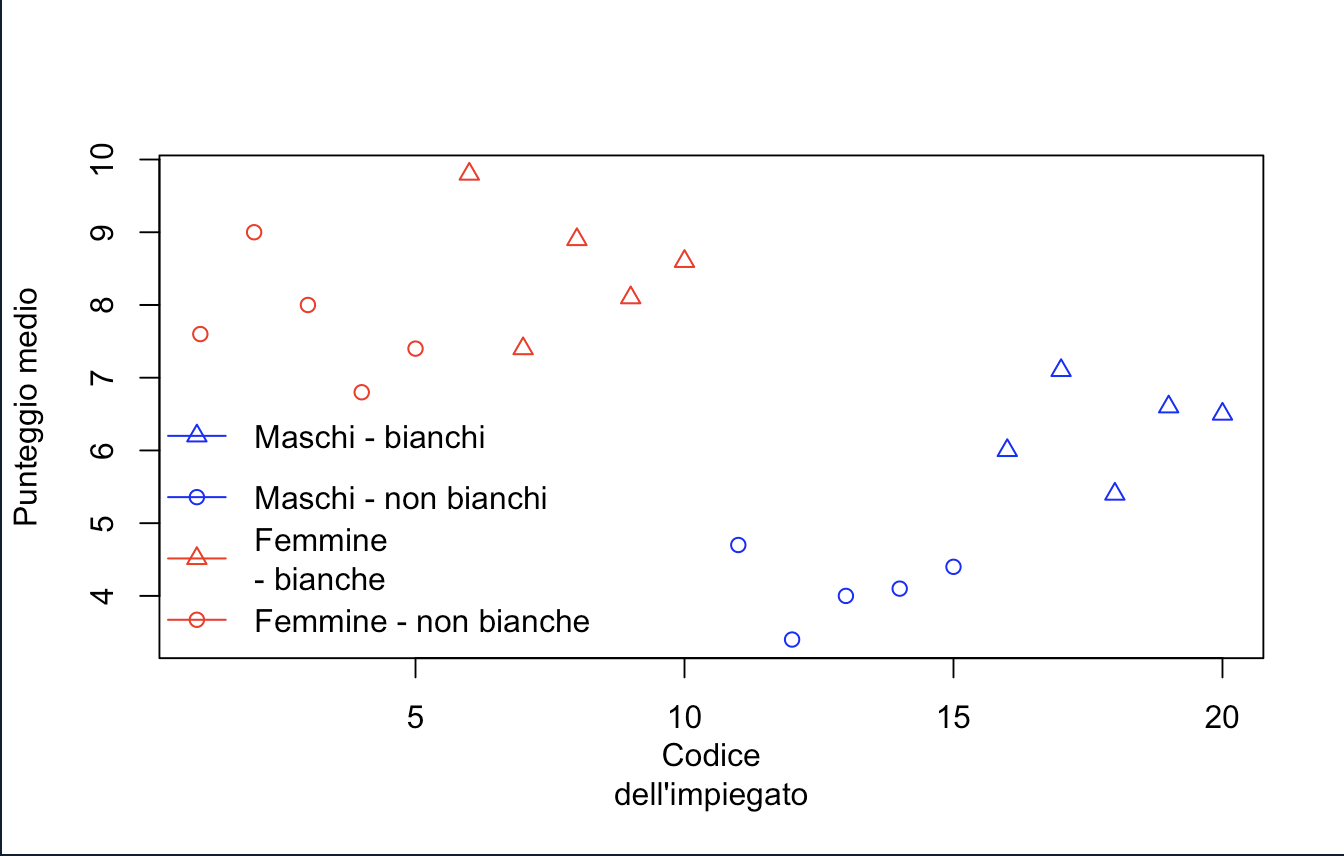 Punteggio medio
10
9
8
7
6
5
4
Maschi - bianchi
Maschi - non bianchi
Femmine
- bianche
Femmine - non bianche
5
10
15
20
Codice
dell'impiegato